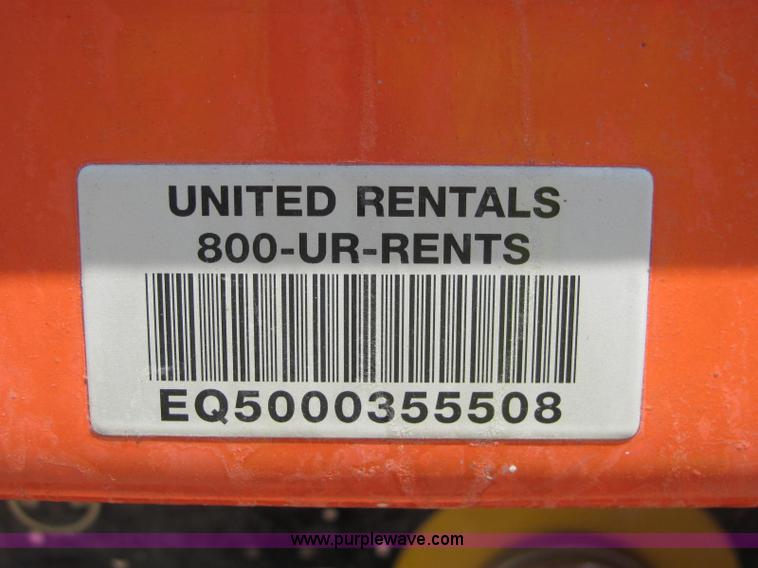 UNITED RENTALS
800-UR-RENTS
EQ5000355508
www.purplewave.com